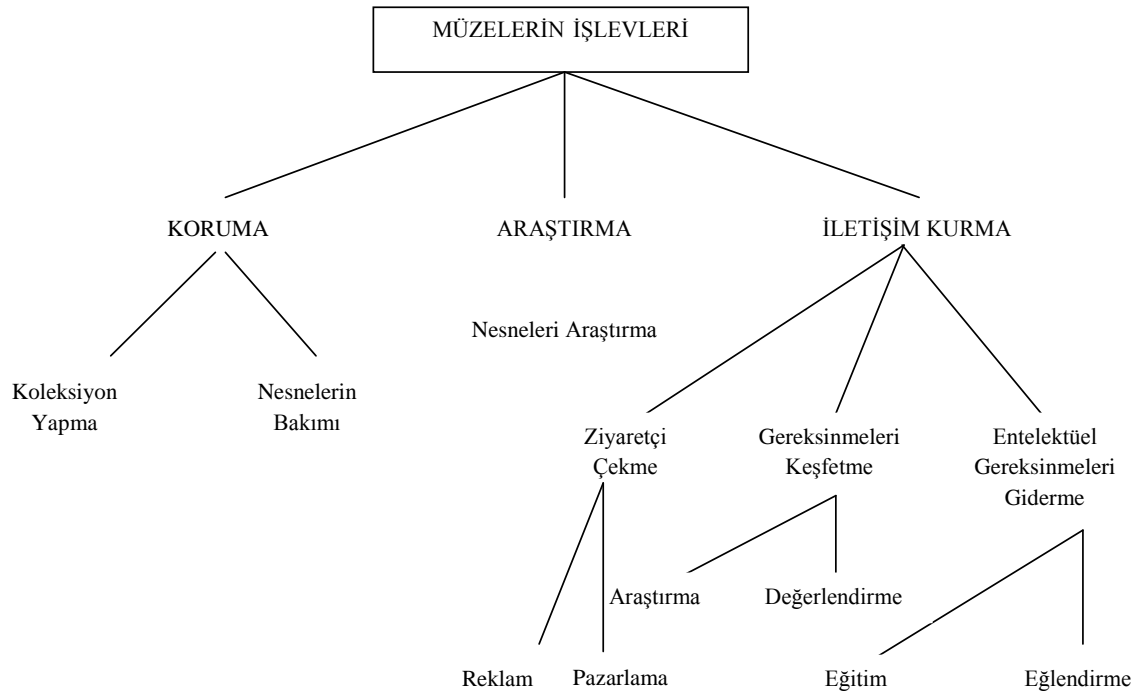 MÜZELERİN İŞLEVLERİ
KORUMA
ARAŞTIRMA
İLETİŞİM KURMA
Nesneleri Araştırma
Koleksiyon
Yapma
Nesnelerin
Bakımı
Ziyaretçi
Çekme
Gereksinmeleri
Keşfetme
Entelektüel
Gereksinmeleri
Giderme
Araştırma
Değerlendirme
Reklam
Pazarlama
Eğitim
Eğlendirme